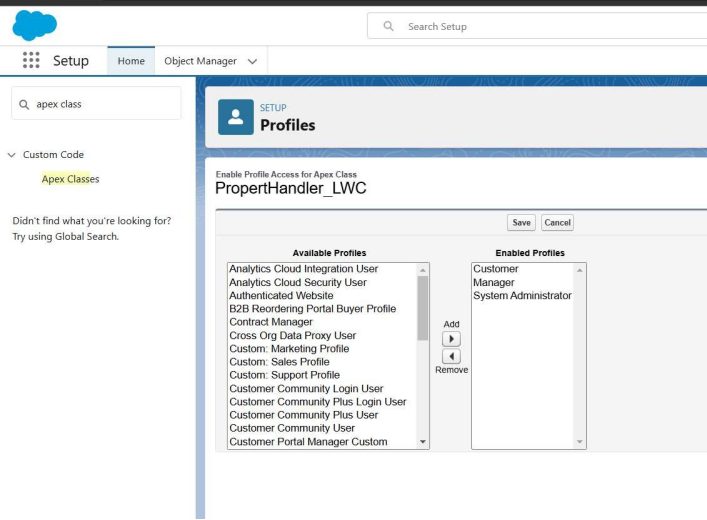 Search Setup
Setup
Home
Object Manager
apex class
Custom Code
Apex Classes
Didn't find what you're looking for?
Try using Global Search.
SETUP
Profiles
Enable Profile Access for Apex Class
PropertHandler_LWC
Save
Cancel
Available Profiles
Analytics Cloud Integration User
Analytics Cloud Security User
Authenticated Website
B2B Reordering Portal Buyer Profile
Contract Manager
Cross Org Data Proxy User
Custom: Marketing Profile
Custom: Sales Profile
Custom: Support Profile
Customer Community Login User
Customer Community Plus Login User
Customer Community Plus User
Customer Community User
Customer Portal Manager Custom
Add
Remove
Enabled Profiles
Customer
Manager
System Administrator